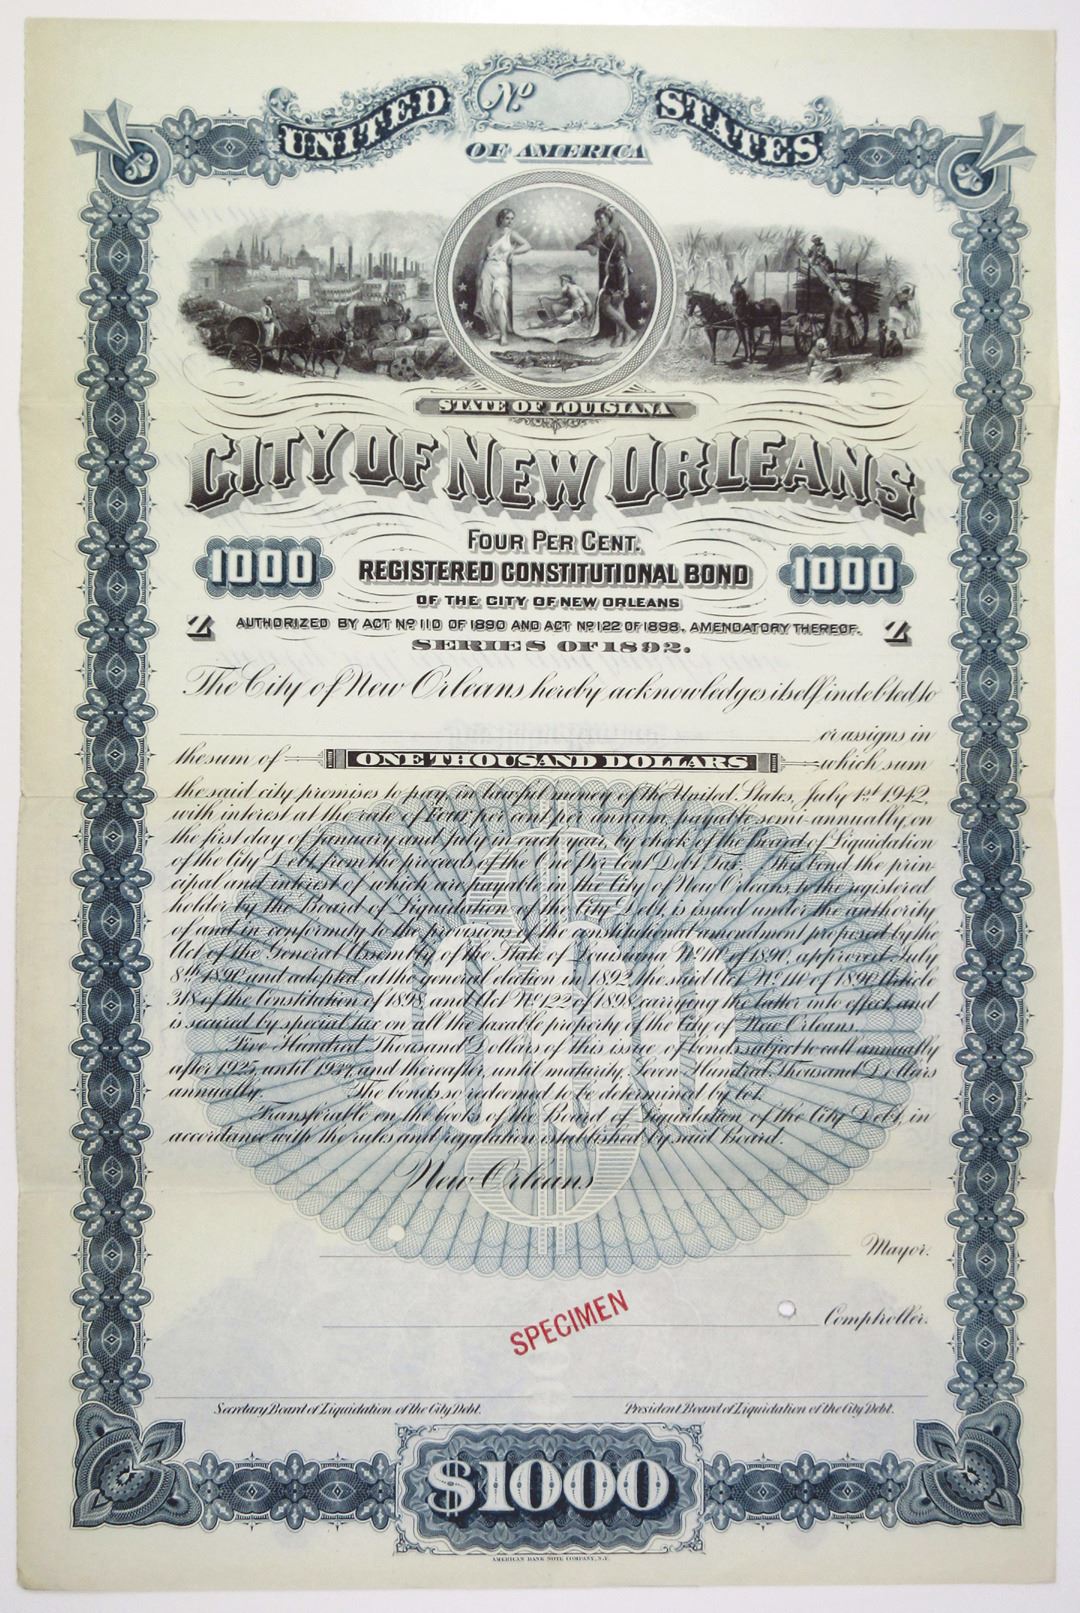 UNITED No. STATES
OF AMERICA
STATE OF LOUISIANA
CITY OF NEW ORLEANS
FOUR PER CENT.
1000 REGISTERED CONSTITUTIONAL BOND 1000
OF THE CITY OF NEW ORLEANS
AUTHORIZED BY ACT No 110 OF 1890 AND ACT No 122 OF 1898, AMENDATORY THEREOF.
SERIES OF 1892.
The City of New Orleans hereby acknowledges itself indebted to
or assigns in
the sum of ONE THOUSAND DOLLARS which sum
the said city promises to pay, in lawful money of the United States, July 1st 1942,
with interest at the rate of Four per cent per annum, payable semi-annually, on
the first day of January and July in each year, by check of the Board of Liquidation
of the City Debt, from the proceeds of the One Per Cent Debt Tax. This bond the prin-
cipal and interest of which are payable in the City of New Orleans, to the registered
holder by the Board of Liquidation of the City Debt, is issued under the authority
of and in conformity to the provisions of the constitutional amendment proposed by the
Act of the General Assembly of the State of Louisiana No 110 of 1890, approved July
8th 1890, and adopted at the general election in 1892, the said Act No 110 of 1890, Article
318 of the Constitution of 1898, and Act No 122 of 1898, carrying the latter into effect, and
is secured by special tax on all the taxable property of the City of New Orleans.
Five Hundred Thousand Dollars of this issue of bonds subject to call annually
after 1925, until 1937, and thereafter, until maturity, Seven Hundred Thousand Dollars
annually. The bonds so redeemed to be determined by lot.
Transferable on the books of the Board of Liquidation of the City Debt, in
accordance with the rules and regulation established by said Board.
1000
New Orleans
Mayor.
SPECIMEN
Comptroller.
Secretary Board of Liquidation of the City Debt. President Board of Liquidation of the City Debt.
$1000
AMERICAN BANK NOTE COMPANY, N.Y.